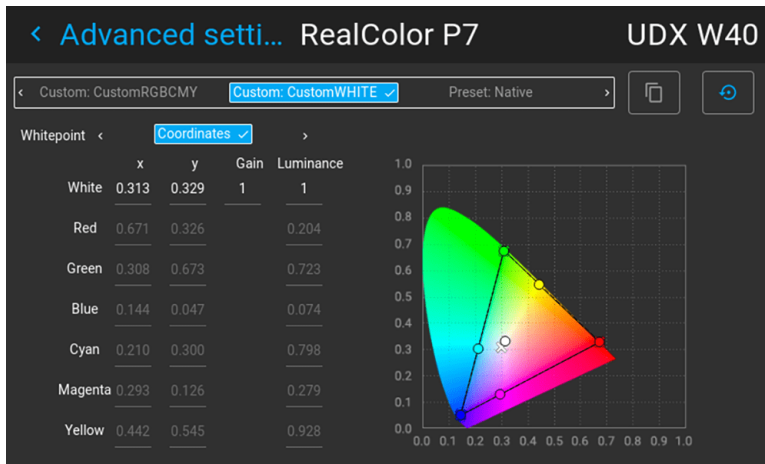 ‹ Advanced setti… RealColor P7 UDX W40
‹ Custom: CustomRGBCMY Custom: CustomWHITE ✓ Preset: Native ›
Whitepoint ‹ Coordinates ✓ ›
x y Gain Luminance
White 0.313 0.329 1 1
Red 0.671 0.326 0.204
Green 0.308 0.673 0.723
Blue 0.144 0.047 0.074
Cyan 0.210 0.300 0.798
Magenta 0.293 0.126 0.279
Yellow 0.442 0.545 0.928
1.0
0.9
0.8
0.7
0.6
0.5
0.4
0.3
0.2
0.1
0.0
0.0 0.1 0.2 0.3 0.4 0.5 0.6 0.7 0.8 0.9 1.0